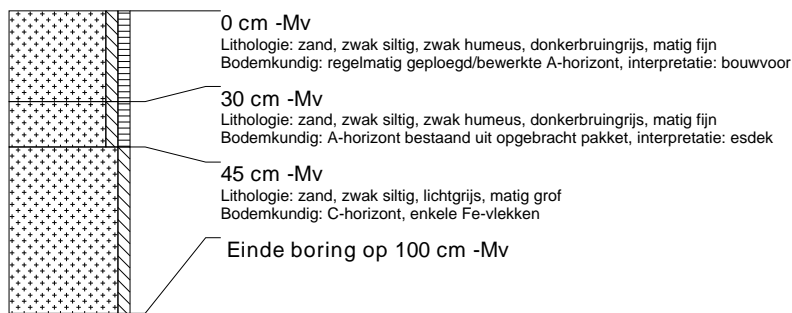 0 cm -Mv
Lithologie: zand, zwak siltig, zwak humeus, donkerbruingrijs, matig fijn
Bodemkundig: regelmatig geploegd/bewerkte A-horizont, interpretatie: bouwvoor
30 cm -Mv
Lithologie: zand, zwak siltig, zwak humeus, donkerbruingrijs, matig fijn
Bodemkundig: A-horizont bestaand uit opgebracht pakket, interpretatie: esdek
45 cm -Mv
Lithologie: zand, zwak siltig, lichtgrijs, matig grof
Bodemkundig: C-horizont, enkele Fe-vlekken
Einde boring op 100 cm -Mv